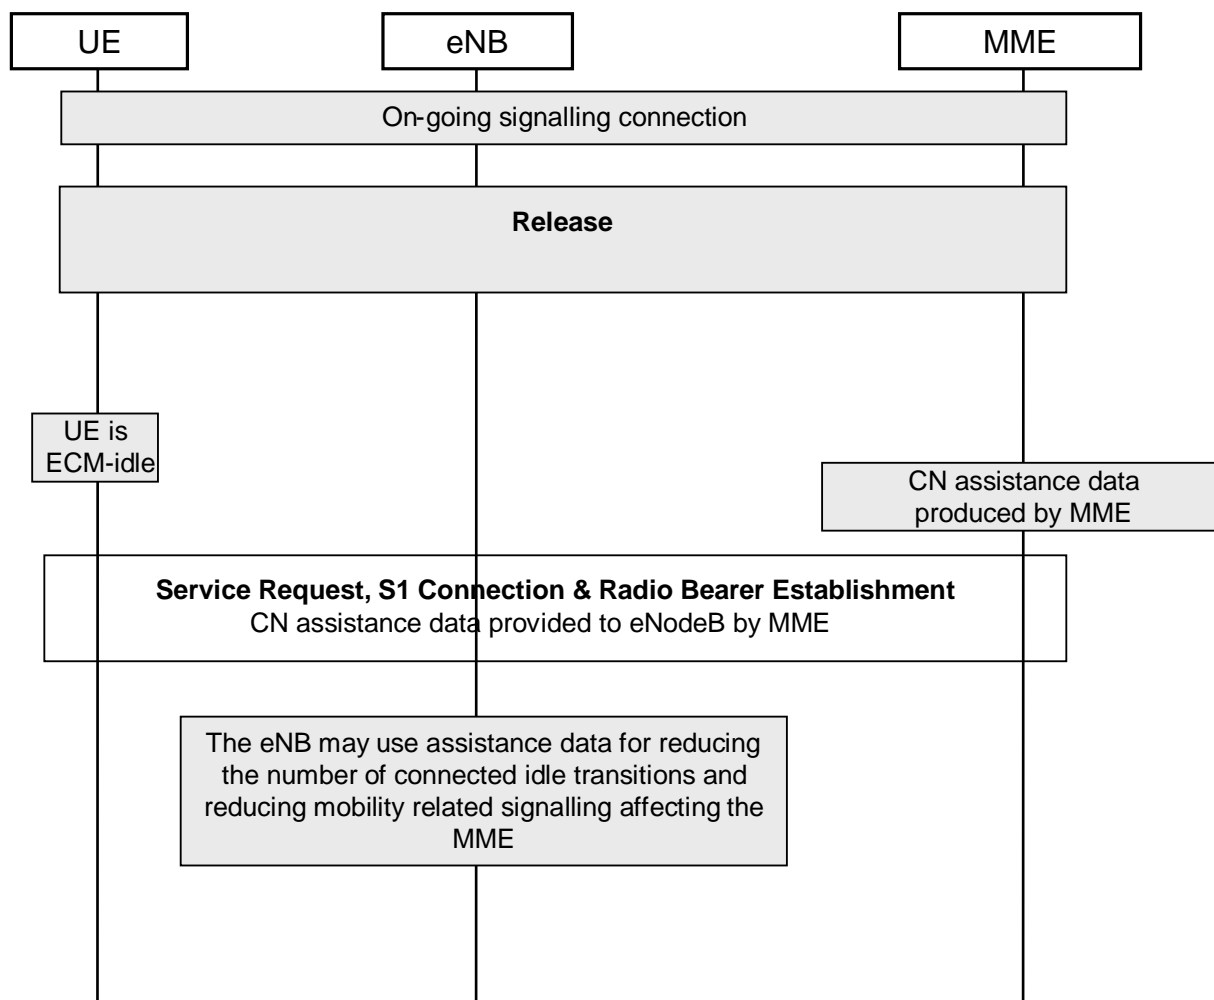 UE
eNB
MME
On-going signalling connection
Release
UE is
ECM-idle
CN assistance data
produced by MME
Service Request, S1 Connection & Radio Bearer Establishment
CN assistance data provided to eNodeB by MME
The eNB may use assistance data for reducing
the number of connected idle transitions and
reducing mobility related signalling affecting the
MME